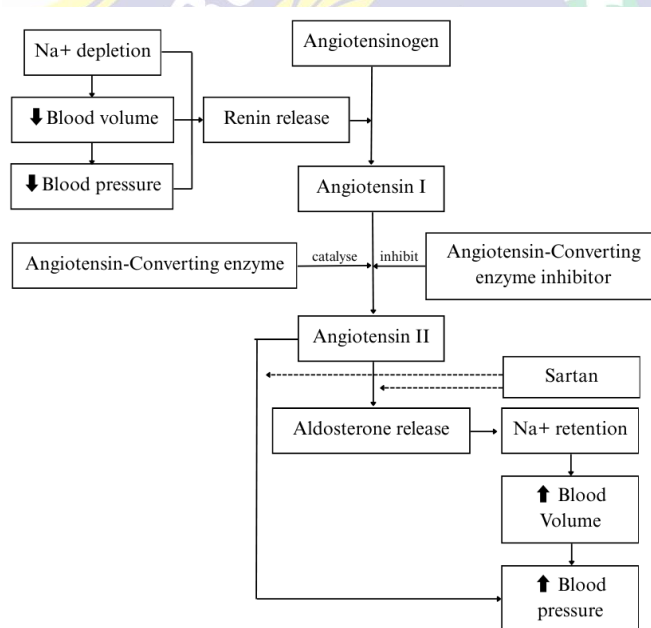 Na+ depletion
Angiotensinogen
⬇ Blood volume
Renin release
⬇ Blood pressure
Angiotensin I
Angiotensin-Converting enzyme
catalyse
inhibit
Angiotensin-Converting
enzyme inhibitor
Angiotensin II
Sartan
Aldosterone release
Na+ retention
⬆ Blood
Volume
⬆ Blood
pressure